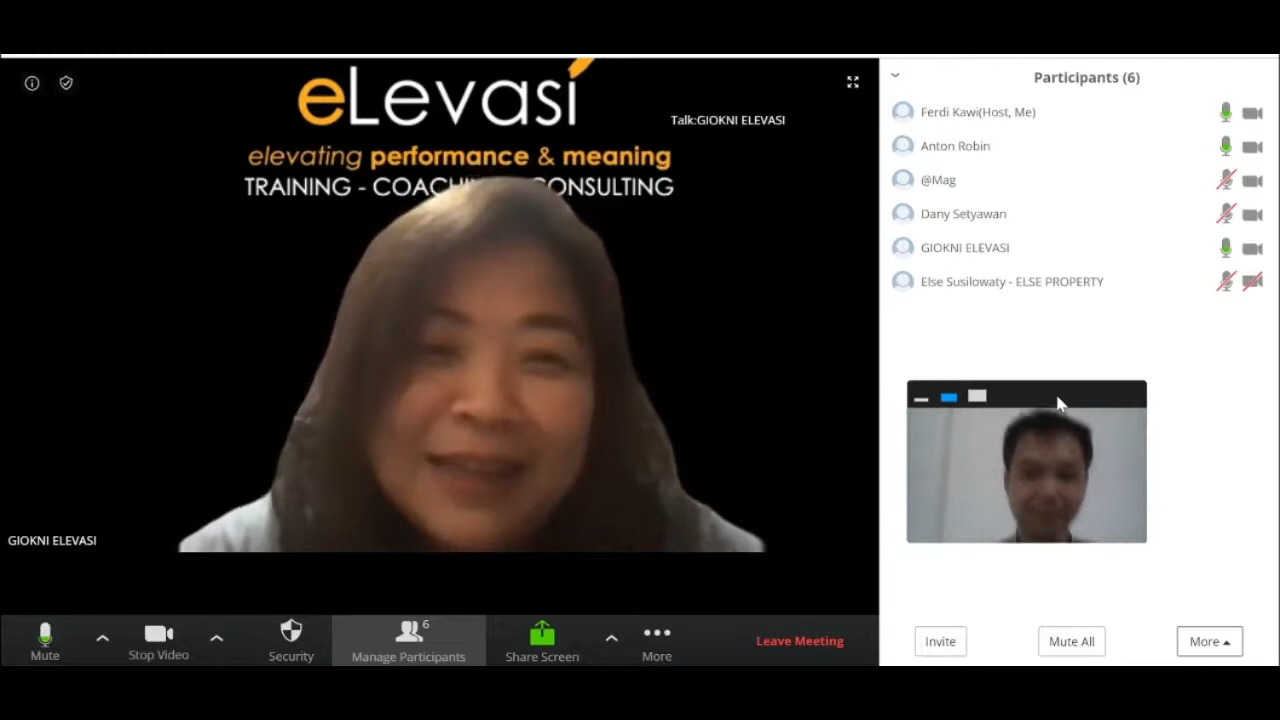 eLevasi
Talk:GIOKNI ELEVASI
elevating performance & meaning
TRAINING - COACHI CONSULTING
GIOKNI ELEVASI
Participants (6)
Ferdi Kawi(Host, Me)
Anton Robin
@Mag
Dany Setyawan
GIOKNI ELEVASI
Else Susilowaty - ELSE PROPERTY
Invite
Mute All
More
Mute
Stop Video
Security
6
Manage Participants
Share Screen
More
Leave Meeting